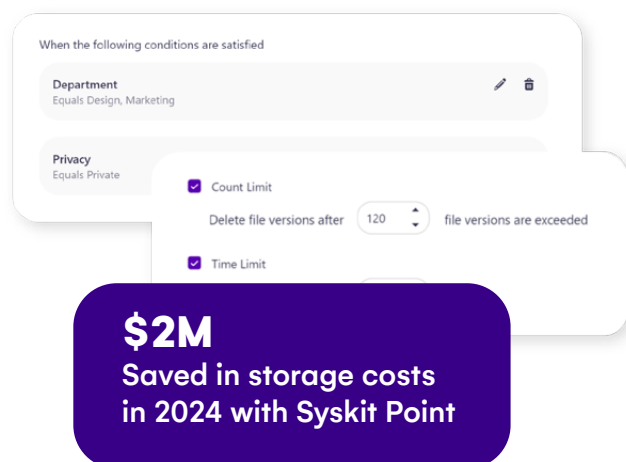 When the following conditions are satisfied
Department
Equals Design, Marketing
Privacy
Equals Private
Count Limit
Delete file versions after 120 file versions are exceeded
Time Limit
$2M
Saved in storage costs
in 2024 with Syskit Point